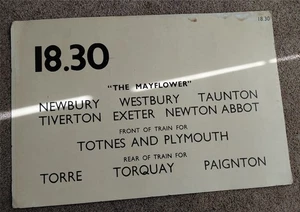 18.30
18.30
"THE MAYFLOWER"
NEWBURY WESTBURY TAUNTON
TIVERTON EXETER NEWTON ABBOT
FRONT OF TRAIN FOR
TOTNES AND PLYMOUTH
REAR OF TRAIN FOR
TORRE TORQUAY PAIGNTON